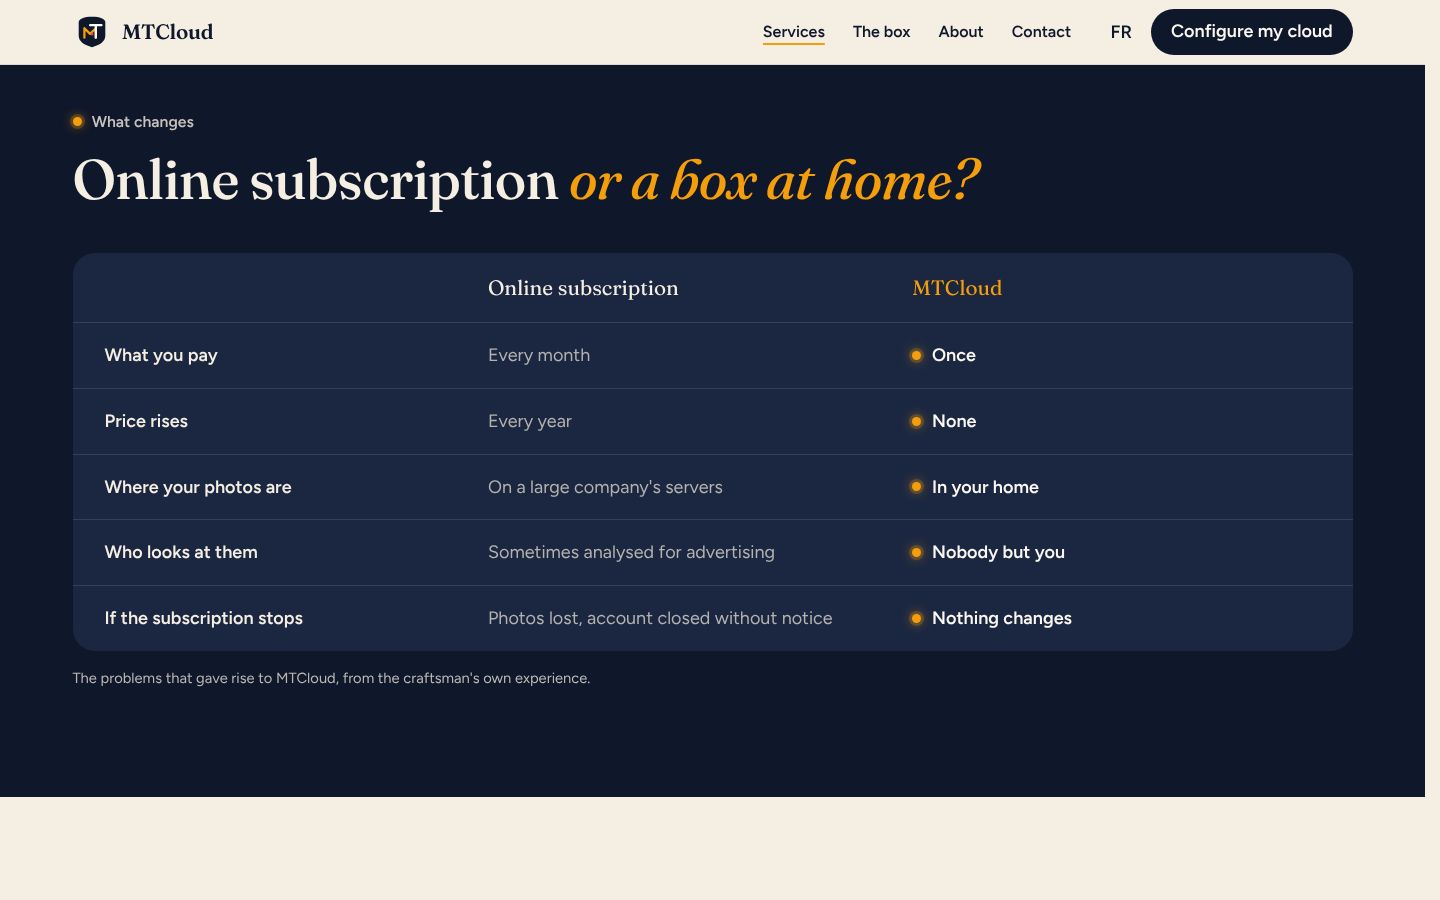 MTCloud
Services
The box
About
Contact
FR
Configure my cloud
What changes
Online subscription or a box at home?
Online subscription
MTCloud
What you pay
Every month
Once
Price rises
Every year
None
Where your photos are
On a large company's servers
In your home
Who looks at them
Sometimes analysed for advertising
Nobody but you
If the subscription stops
Photos lost, account closed without notice
Nothing changes
The problems that gave rise to MTCloud, from the craftsman's own experience.